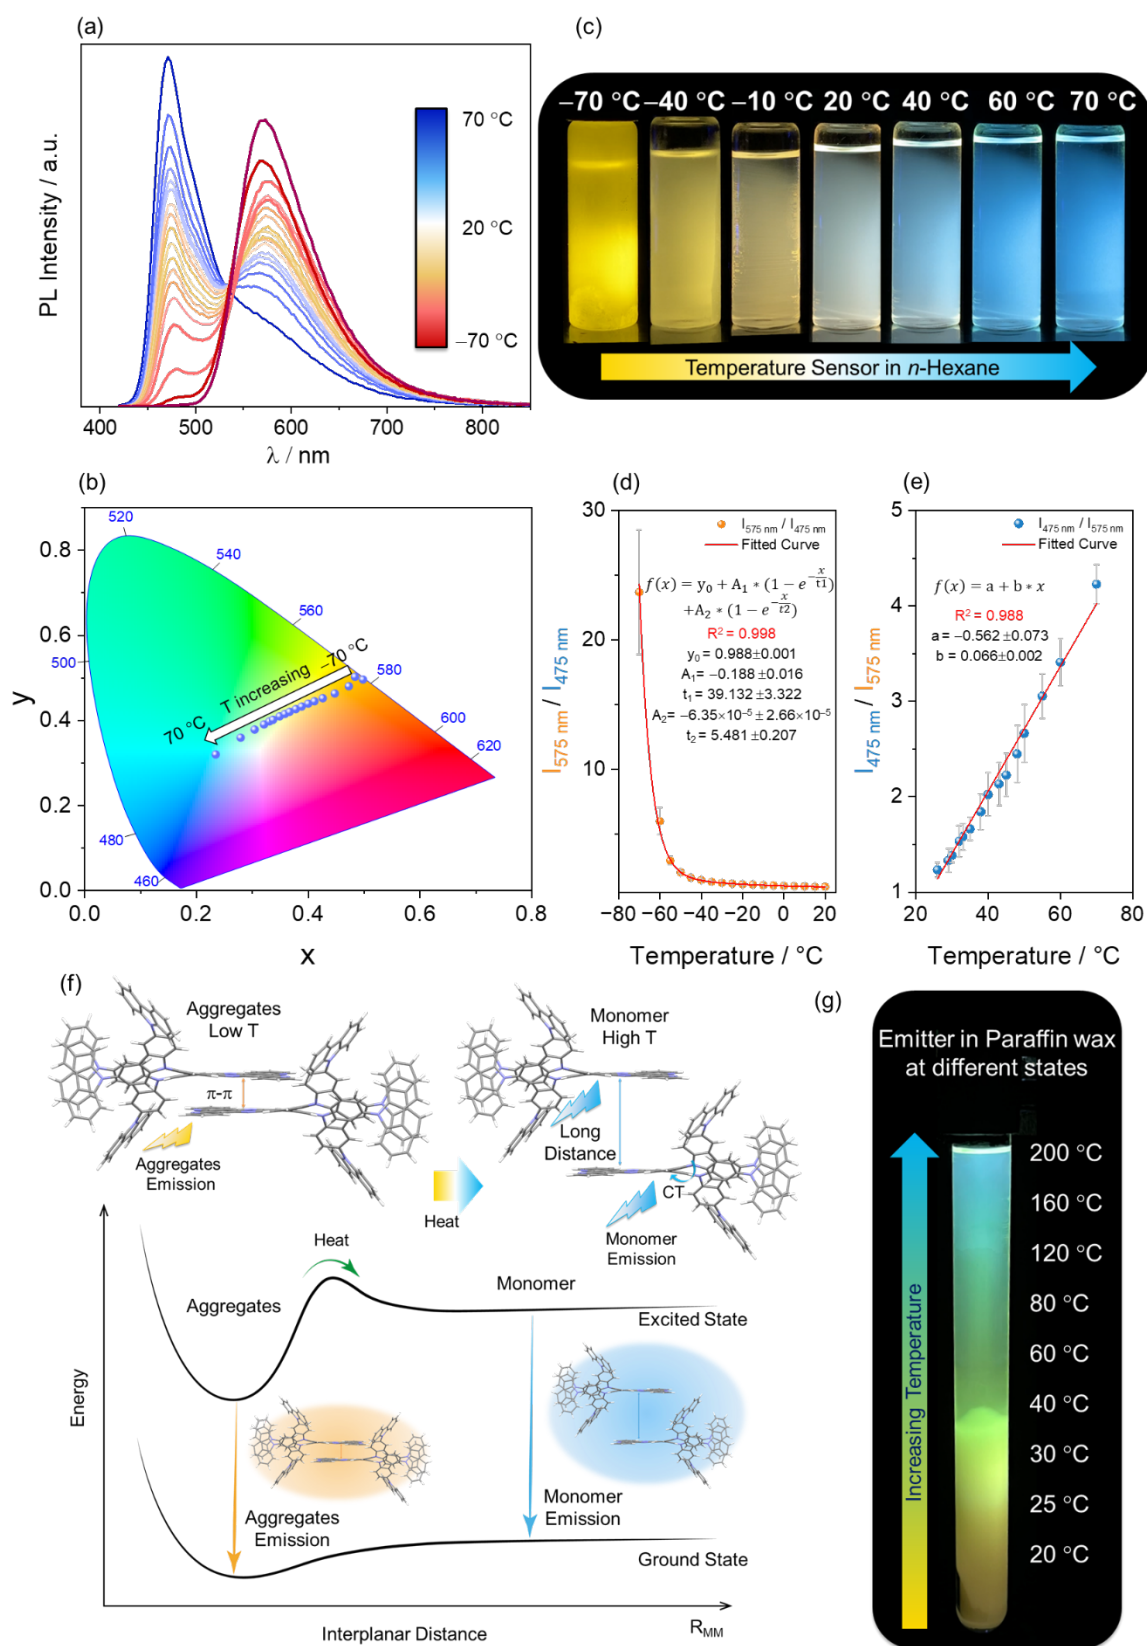 (a)
PL Intensity / a.u.
70 °C
20 °C
−70 °C
400 500 600 700 800
λ / nm
(c)
−70 °C −40 °C −10 °C 20 °C 40 °C 60 °C 70 °C
Temperature Sensor in n-Hexane
(b)
y
0.8
0.6
0.4
0.2
0.0
0.0 0.2 0.4 0.6 0.8
x
520
540
560
500
580
600
620
480
460
70 °C T increasing −70 °C
(d)
I575 nm / I475 nm
30
20
10
I575 nm / I475 nm
Fitted Curve
f(x) = y₀ + A₁ * (1 − e^−x/t1)
+A₂ * (1 − e^−x/t2)
R² = 0.998
y₀ = 0.988±0.001
A₁= −0.188 ±0.016
t₁= 39.132 ±3.322
A₂= −6.35×10⁻⁵ ± 2.66×10⁻⁵
t₂ = 5.481 ±0.207
−80 −60 −40 −20 0 20
Temperature / °C
(e)
I475 nm / I575 nm
5
4
3
2
1
I475 nm / I575 nm
Fitted Curve
f(x) = a + b * x
R² = 0.988
a = −0.562 ±0.073
b = 0.066±0.002
20 40 60 80
Temperature / °C
(f)
Aggregates
Low T
π-π
Aggregates
Emission
Heat
Monomer
High T
Long
Distance
CT
Monomer
Emission
Energy
Heat
Aggregates
Monomer
Excited State
Aggregates
Emission
Monomer
Emission
Ground State
Interplanar Distance
RMM
(g)
Emitter in Paraffin wax
at different states
Increasing Temperature
200 °C
160 °C
120 °C
80 °C
60 °C
40 °C
30 °C
25 °C
20 °C